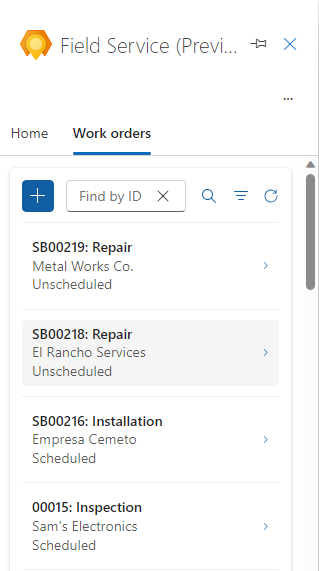 Field Service (Previ...
...
Home Work orders
Find by ID
SB00219: Repair
Metal Works Co.
Unscheduled
SB00218: Repair
El Rancho Services
Unscheduled
SB00216: Installation
Empresa Cemeto
Scheduled
00015: Inspection
Sam's Electronics
Scheduled